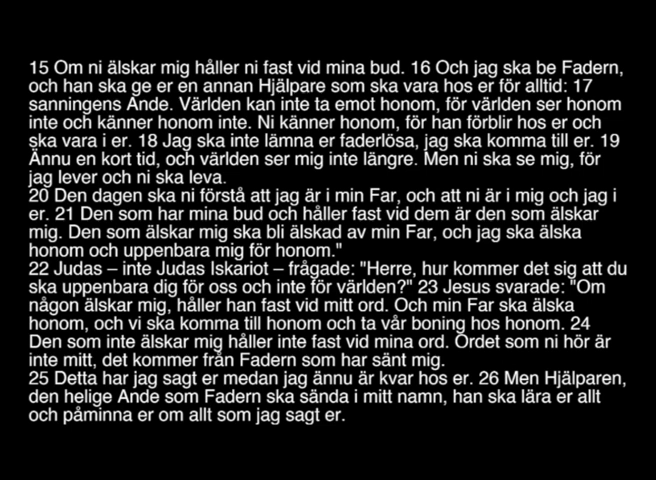 15 Om ni älskar mig håller ni fast vid mina bud. 16 Och jag ska be Fadern,
och han ska ge er en annan Hjälpare som ska vara hos er för alltid: 17
sanningens Ande. Världen kan inte ta emot honom, för världen ser honom
inte och känner honom inte. Ni känner honom, för han förblir hos er och
ska vara i er. 18 Jag ska inte lämna er faderlösa, jag ska komma till er. 19
Ännu en kort tid, och världen ser mig inte längre. Men ni ska se mig, för
jag lever och ni ska leva.
20 Den dagen ska ni förstå att jag är i min Far, och att ni är i mig och jag i
er. 21 Den som har mina bud och håller fast vid dem är den som älskar
mig. Den som älskar mig ska bli älskad av min Far, och jag ska älska
honom och uppenbara mig för honom."
22 Judas – inte Judas Iskariot – frågade: "Herre, hur kommer det sig att du
ska uppenbara dig för oss och inte för världen?" 23 Jesus svarade: "Om
någon älskar mig, håller han fast vid mitt ord. Och min Far ska älska
honom, och vi ska komma till honom och ta vår boning hos honom. 24
Den som inte älskar mig håller inte fast vid mina ord. Ordet som ni hör är
inte mitt, det kommer från Fadern som har sänt mig.
25 Detta har jag sagt er medan jag ännu är kvar hos er. 26 Men Hjälparen,
den helige Ande som Fadern ska sända i mitt namn, han ska lära er allt
och påminna er om allt som jag sagt er.